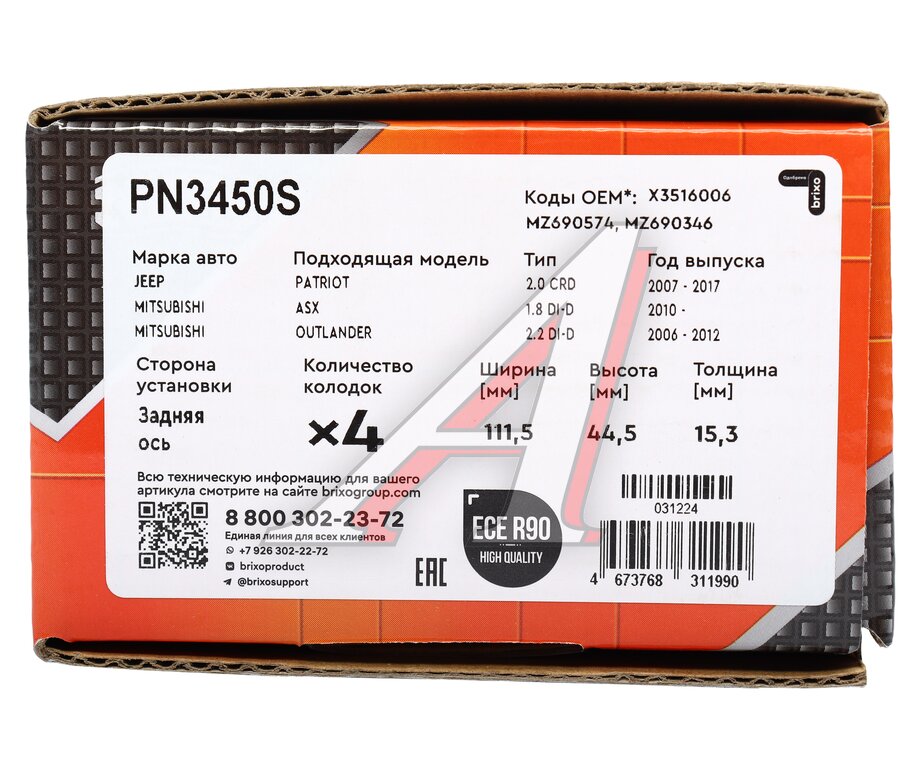 PN3450S
Коды OEM*: X3516006
MZ690574, MZ690346
Одобрено
brixo
Марка авто Подходящая модель Тип Год выпуска
JEEP PATRIOT 2.0 CRD 2007 - 2017
MITSUBISHI ASX 1.8 DI-D 2010 -
MITSUBISHI OUTLANDER 2.2 DI-D 2006 - 2012
Сторона установки Количество колодок Ширина [мм] Высота [мм] Толщина [мм]
Задняя ось ×4 111,5 44,5 15,3
Всю техническую информацию для вашего
артикула смотрите на сайте brixogroup.com
8 800 302-23-72
Единая линия для всех клиентов
+7 926 302-22-72
brixoproduct
@brixosupport
EAC
ECE R90
HIGH QUALITY
031224
4 673768 311990